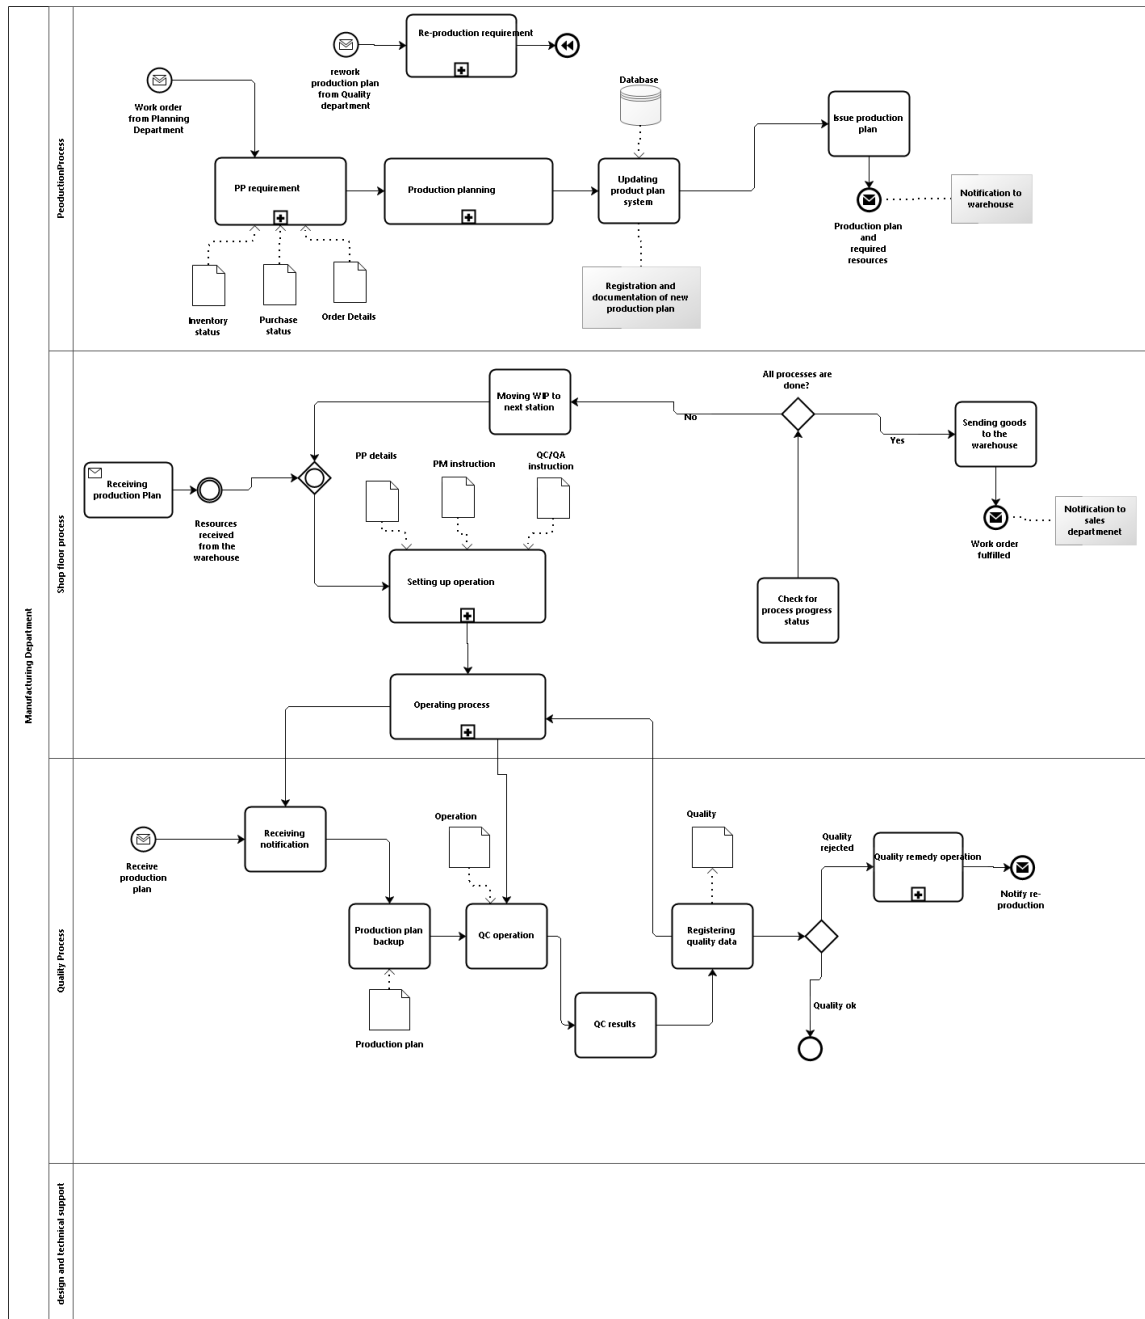 Manufacturing Department
PeoductionProcess
Re-production requirement
rework
production plan
from Quality
department
Work order
from Planning
Department
Database
Issue production
plan
PP requirement
Production planning
Updating
product plan
system
Notification to
warehouse
Production plan
and
required
resources
Registration and
documentation of new
production plan
Inventory
status
Purchase
status
Order Details
Shop floor process
All processes are
done?
Moving WIP to
next station
No
Yes
Sending goods
to the
warehouse
PP details
PM instruction
QC/QA
instruction
Receiving
production Plan
Resources
received
from the
warehouse
Notification to
sales
departmenet
Work order
fulfilled
Setting up operation
Check for
process progress
status
Operating process
Quality Process
Receiving
notification
Receive
production
plan
Operation
Quality
Quality
rejected
Quality remedy operation
Notify re-
production
Production plan
backup
QC operation
Registering
quality data
QC results
Quality ok
Production plan
design and technical support